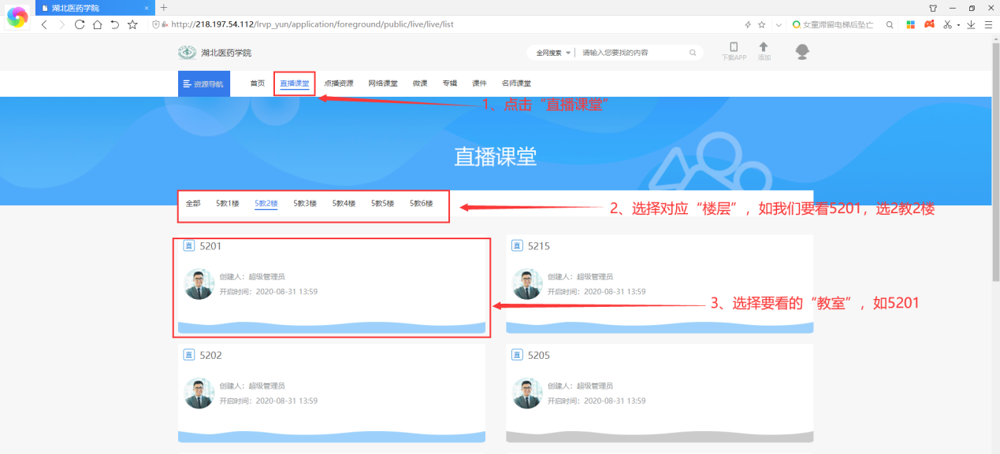 湖北医药学院
http://218.197.54.112/lrvp_yun/application/foreground/public/live/live/list
女童滞留电梯后坠亡
湖北医药学院
全网搜索 请输入您要找的内容
下载APP 添加
资源导航 首页 直播课堂 点播资源 网络课堂 微课 专辑 课件 名师课堂
1、点击“直播课堂”
直播课堂
全部 5教1楼 5教2楼 5教3楼 5教4楼 5教5楼 5教6楼
2、选择对应“楼层”，如我们要看5201，选2教2楼
直 5201
创建人：超级管理员
开启时间：2020-08-31 13:59
直 5215
创建人：超级管理员
开启时间：2020-08-31 13:59
3、选择要看的“教室”，如5201
直 5202
创建人：超级管理员
开启时间：2020-08-31 13:59
直 5205
创建人：超级管理员
开启时间：2020-08-31 13:59